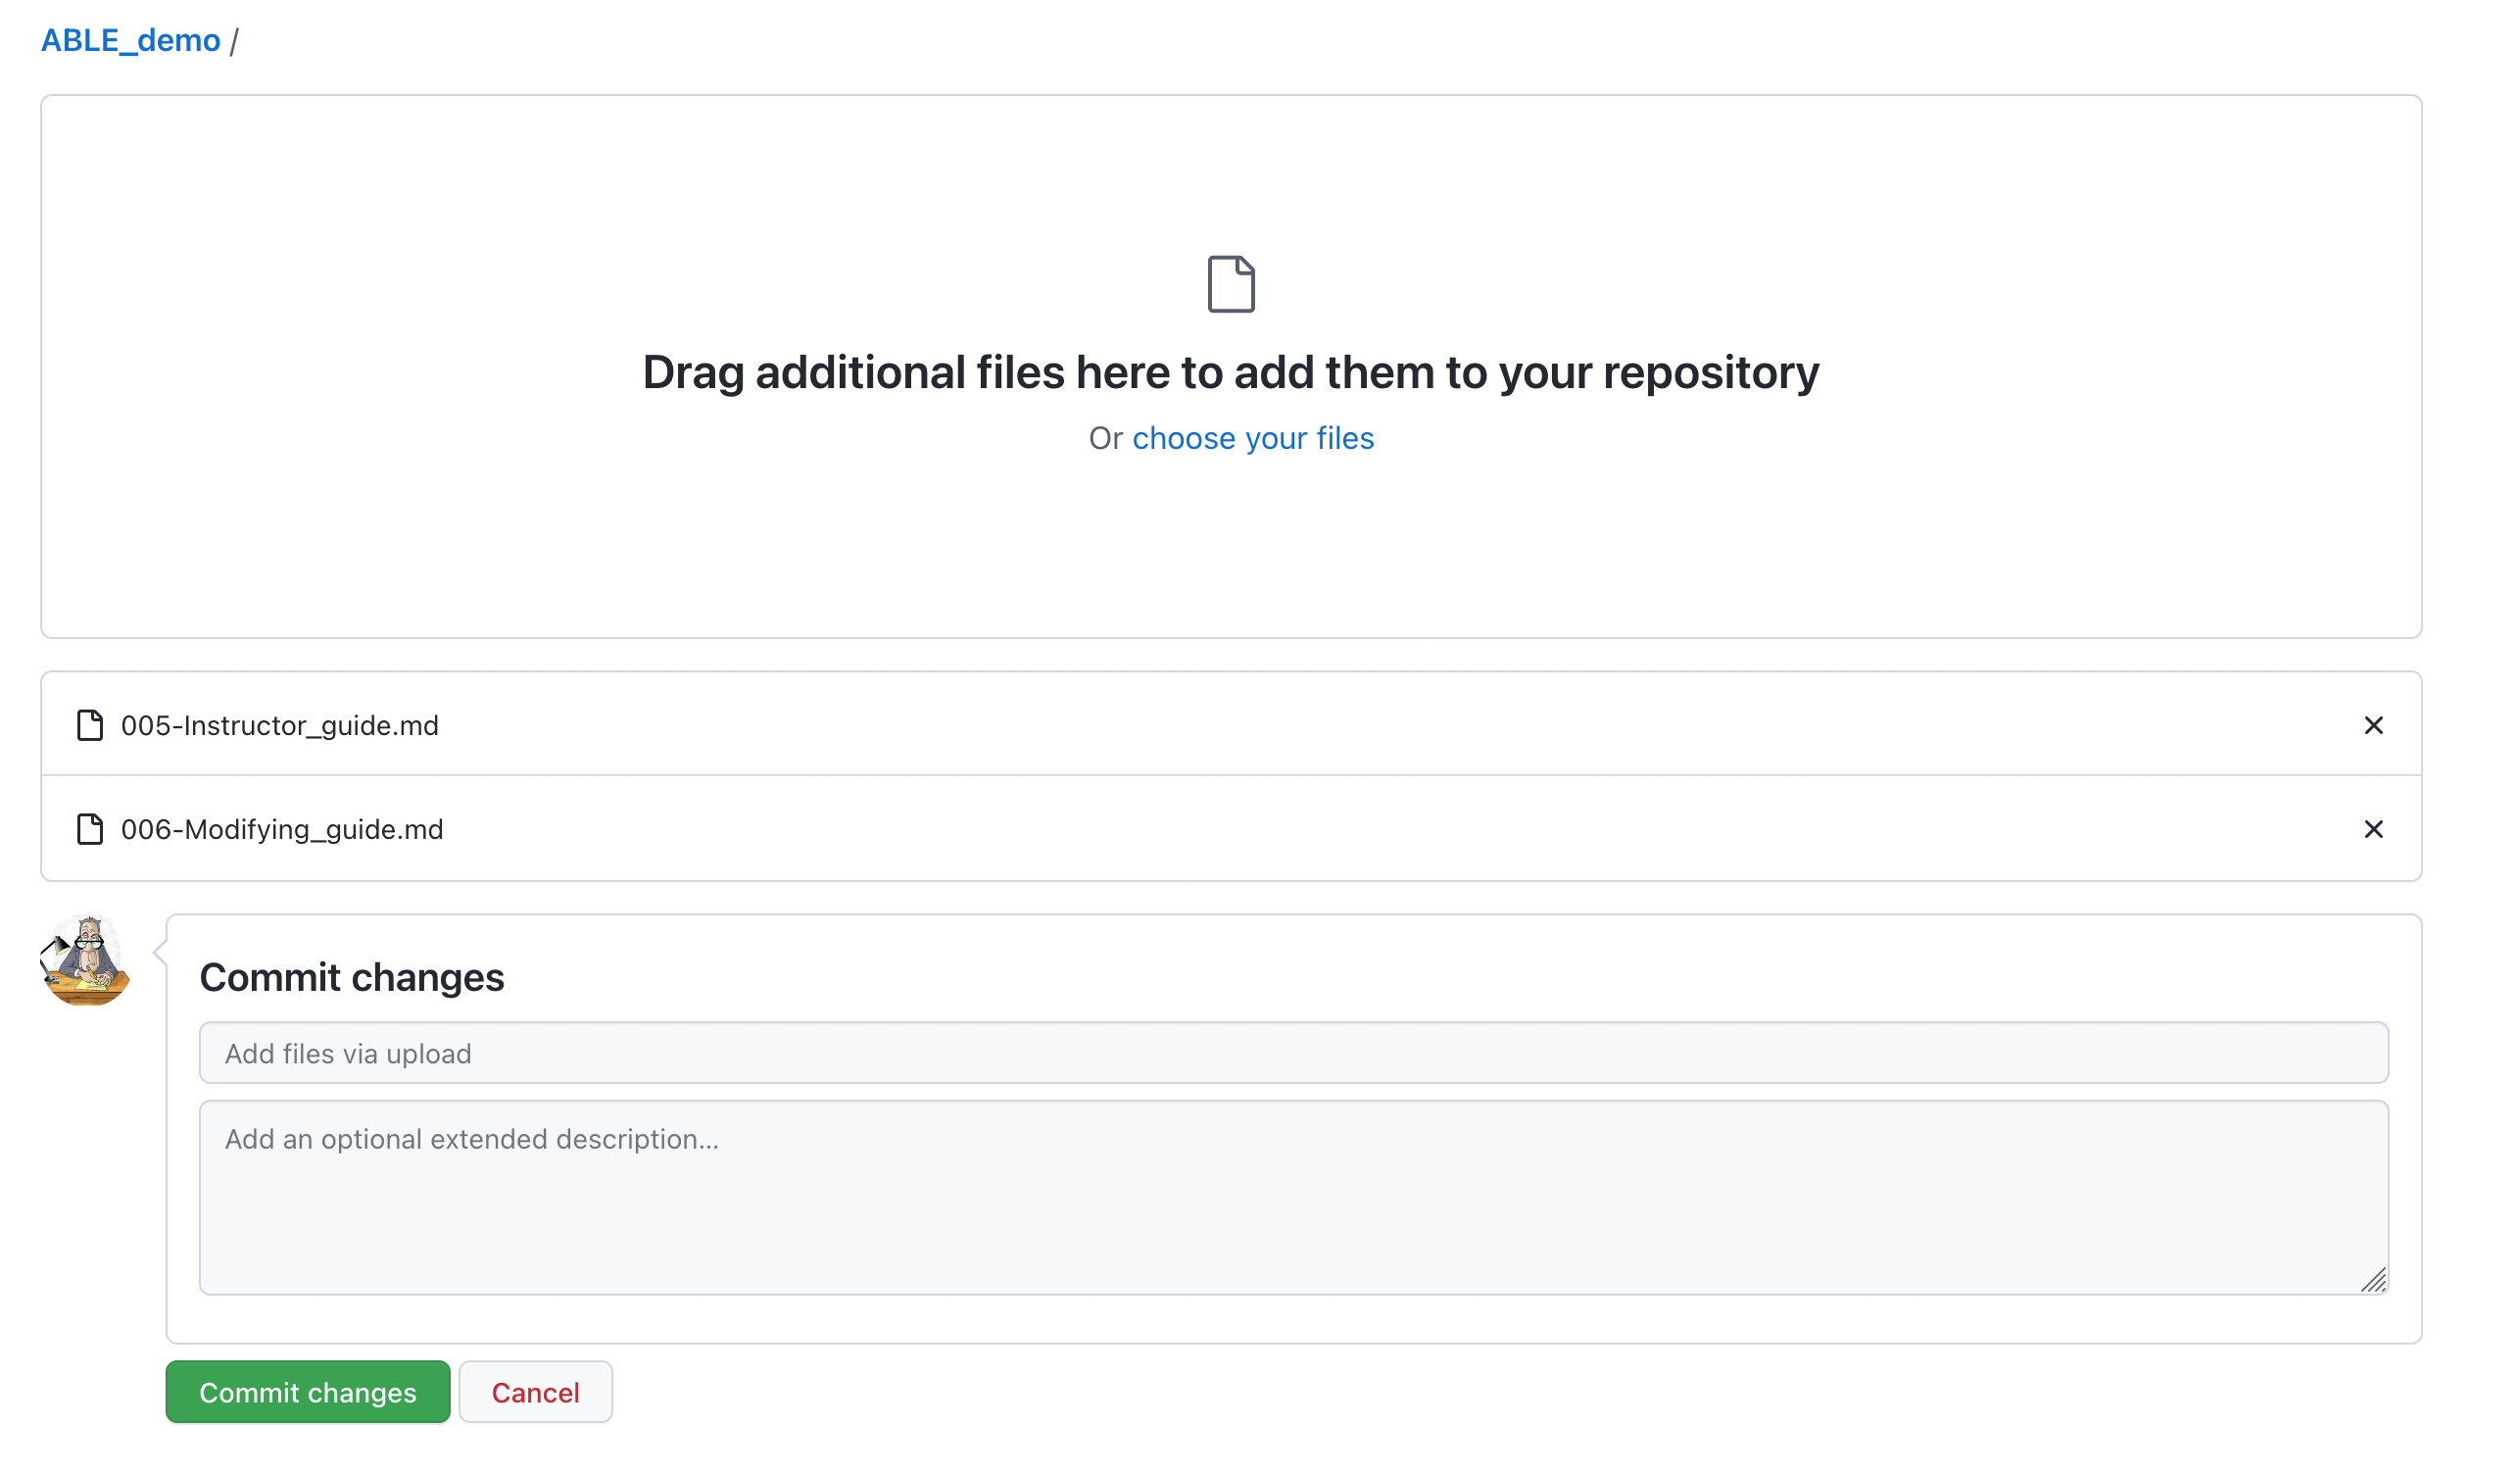 ABLE_demo /
Drag additional files here to add them to your repository
Or choose your files
005-Instructor_guide.md
006-Modifying_guide.md
Commit changes
Add files via upload
Add an optional extended description...
Commit changes Cancel